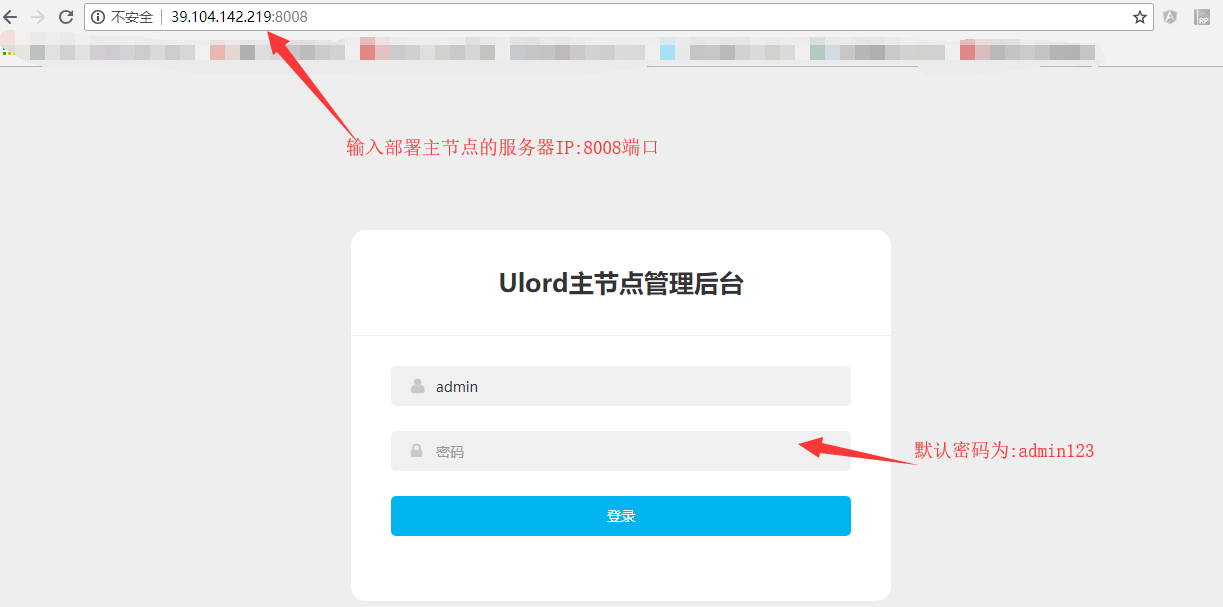 不安全 39.104.142.219:8008
输入部署主节点的服务器IP:8008端口
Ulord主节点管理后台
admin
密码
默认密码为:admin123
登录